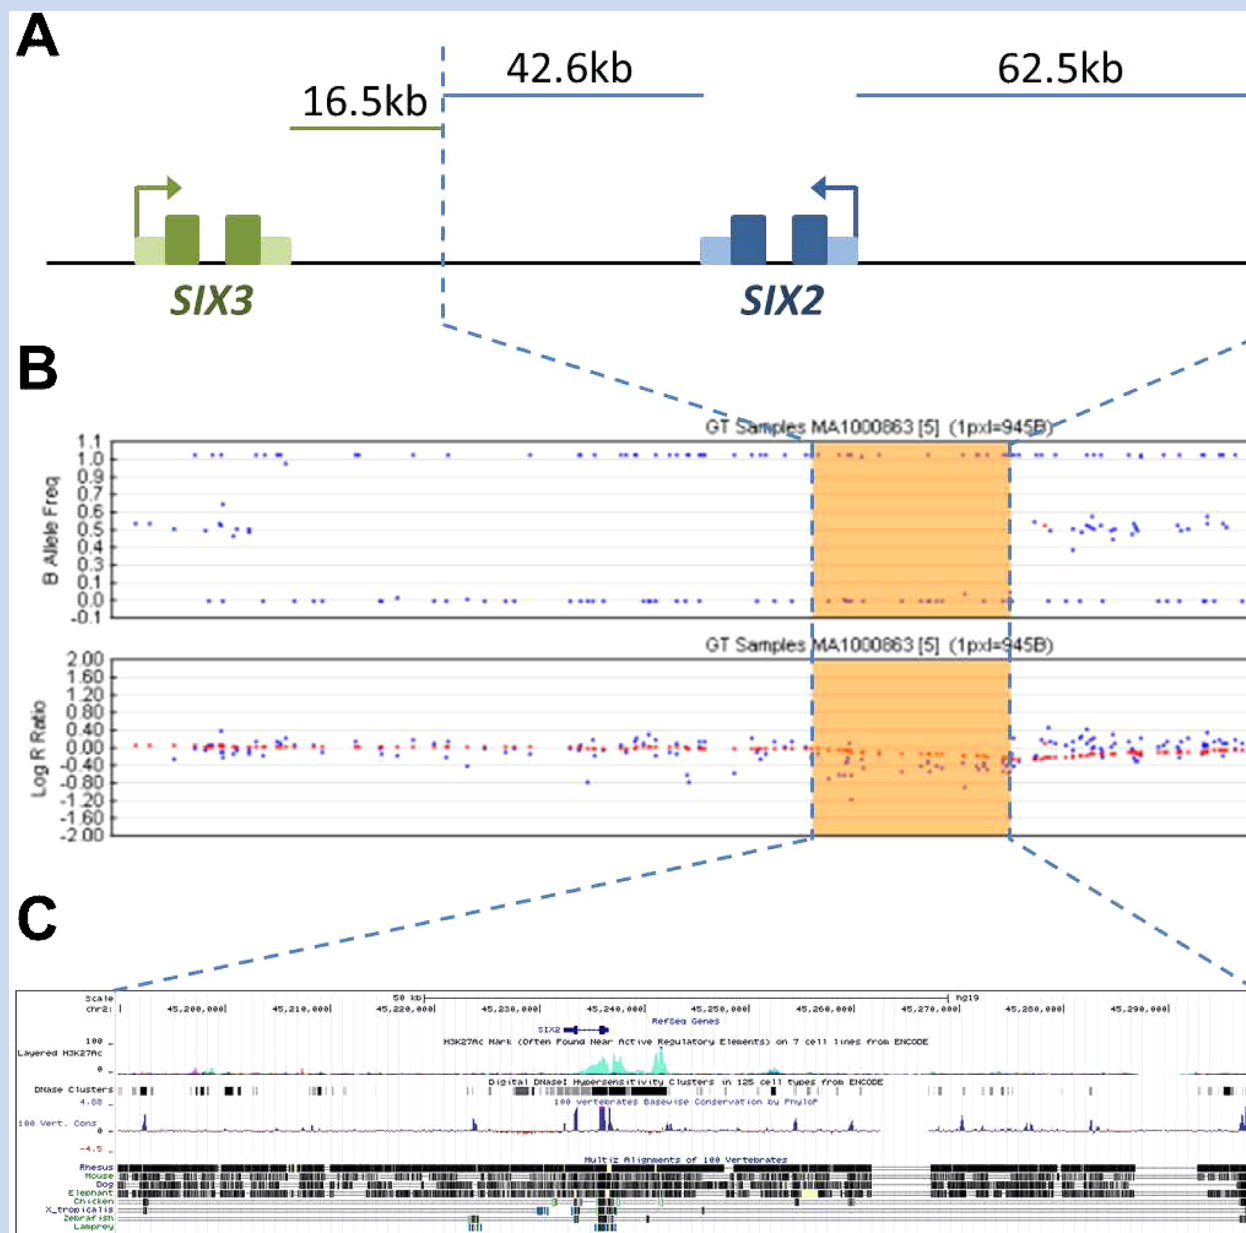 A
42.6kb
62.5kb
16.5kb
SIX3
SIX2
B
GT Samples MA1000863 [5] (1pxl=945B)
B Allele Freq
1.1
1.0
0.9
0.7
0.6
0.5
0.4
0.3
0.1
0.0
-0.1
GT Samples MA1000863 [5] (1pxl=945B)
Log R Ratio
2.00
1.60
1.20
0.80
0.40
0.00
-0.40
-0.80
-1.20
-1.60
-2.00
C
Scale 50 kb hg19
chr2: 45,200,000 45,210,000 45,220,000 45,230,000 45,240,000 45,250,000 45,260,000 45,270,000 45,280,000 45,290,000
RefSeq Genes
SIX2
100 H3K27Ac Mark (Often Found Near Active Regulatory Elements) on 7 cell lines from ENCODE
Layered H3K27Ac
0
Digital DNaseI Hypersensitivity Clusters in 125 cell types from ENCODE
DNase Clusters
4.88 100 vertebrates Basewise Conservation by PhyloP
100 Vert. Cons
0
-4.5
Multiz Alignments of 100 Vertebrates
Rhesus
Mouse
Dog
Elephant
Chicken
X_tropicalis
Zebrafish
Lamprey